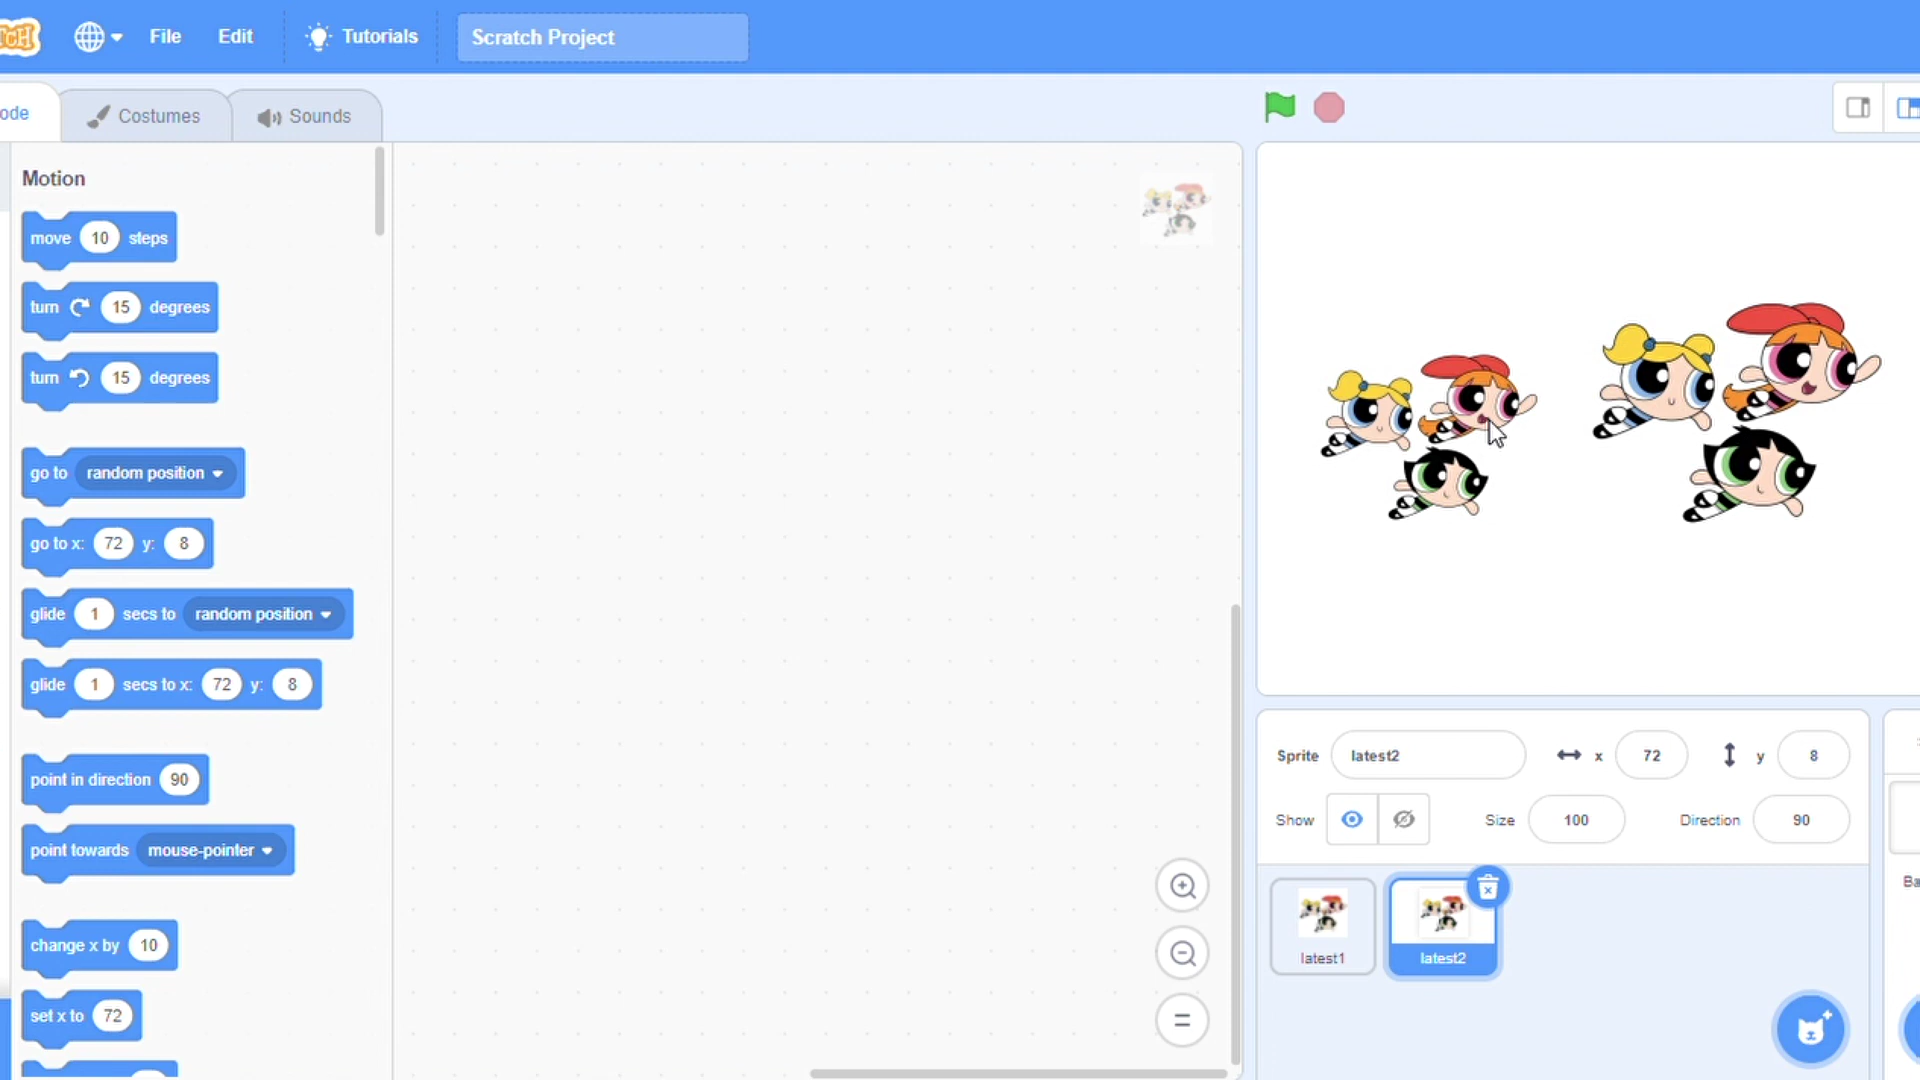 File Edit Tutorials Scratch Project
Costumes Sounds
Motion
move 10 steps
turn 15 degrees
turn 15 degrees
go to random position
go to x: 72 y: 8
glide 1 secs to random position
glide 1 secs to x: 72 y: 8
point in direction 90
point towards mouse-pointer
change x by 10
set x to 72
Sprite latest2 x 72 y 8
Show Size 100 Direction 90
latest1 latest2